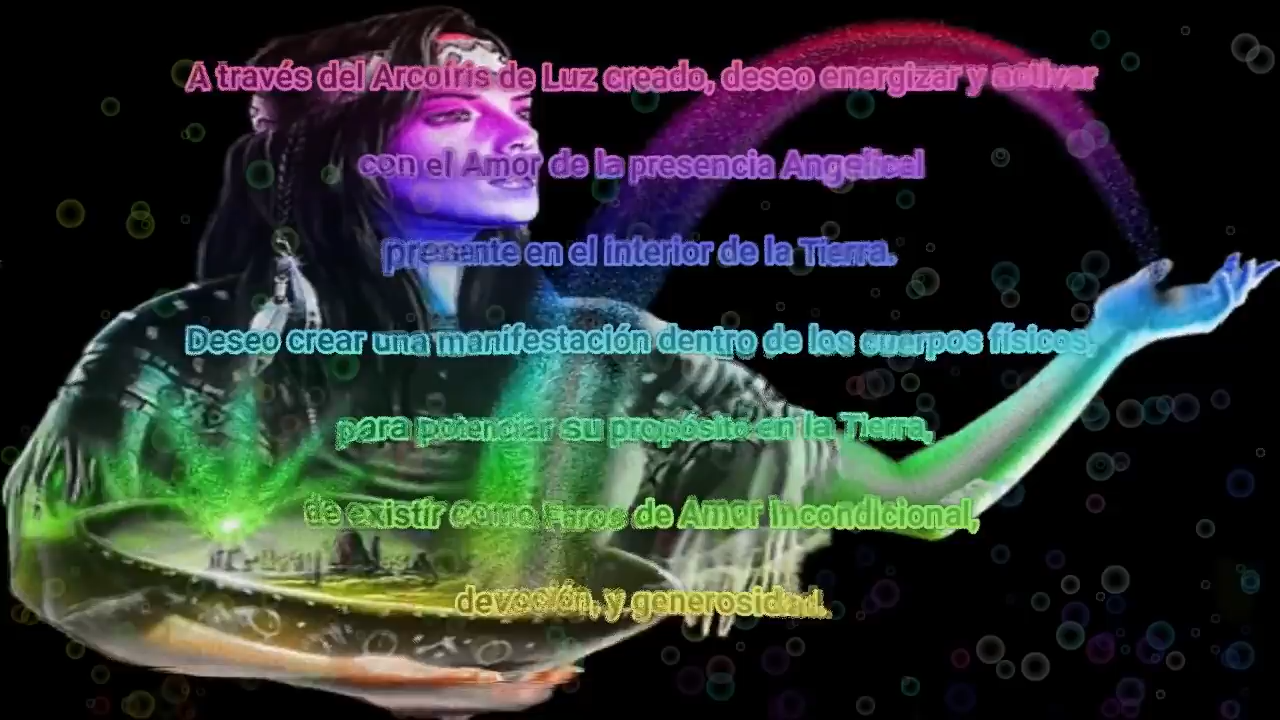 A través del Arcoíris de Luz creado, deseo energizar y activar
con el Amor de la presencia Angelical
presente en el interior de la Tierra.
Deseo crear una manifestación dentro de los cuerpos físicos,
para potenciar su propósito en la Tierra,
de existir como Faros de Amor Incondicional,
devoción, y generosidad.